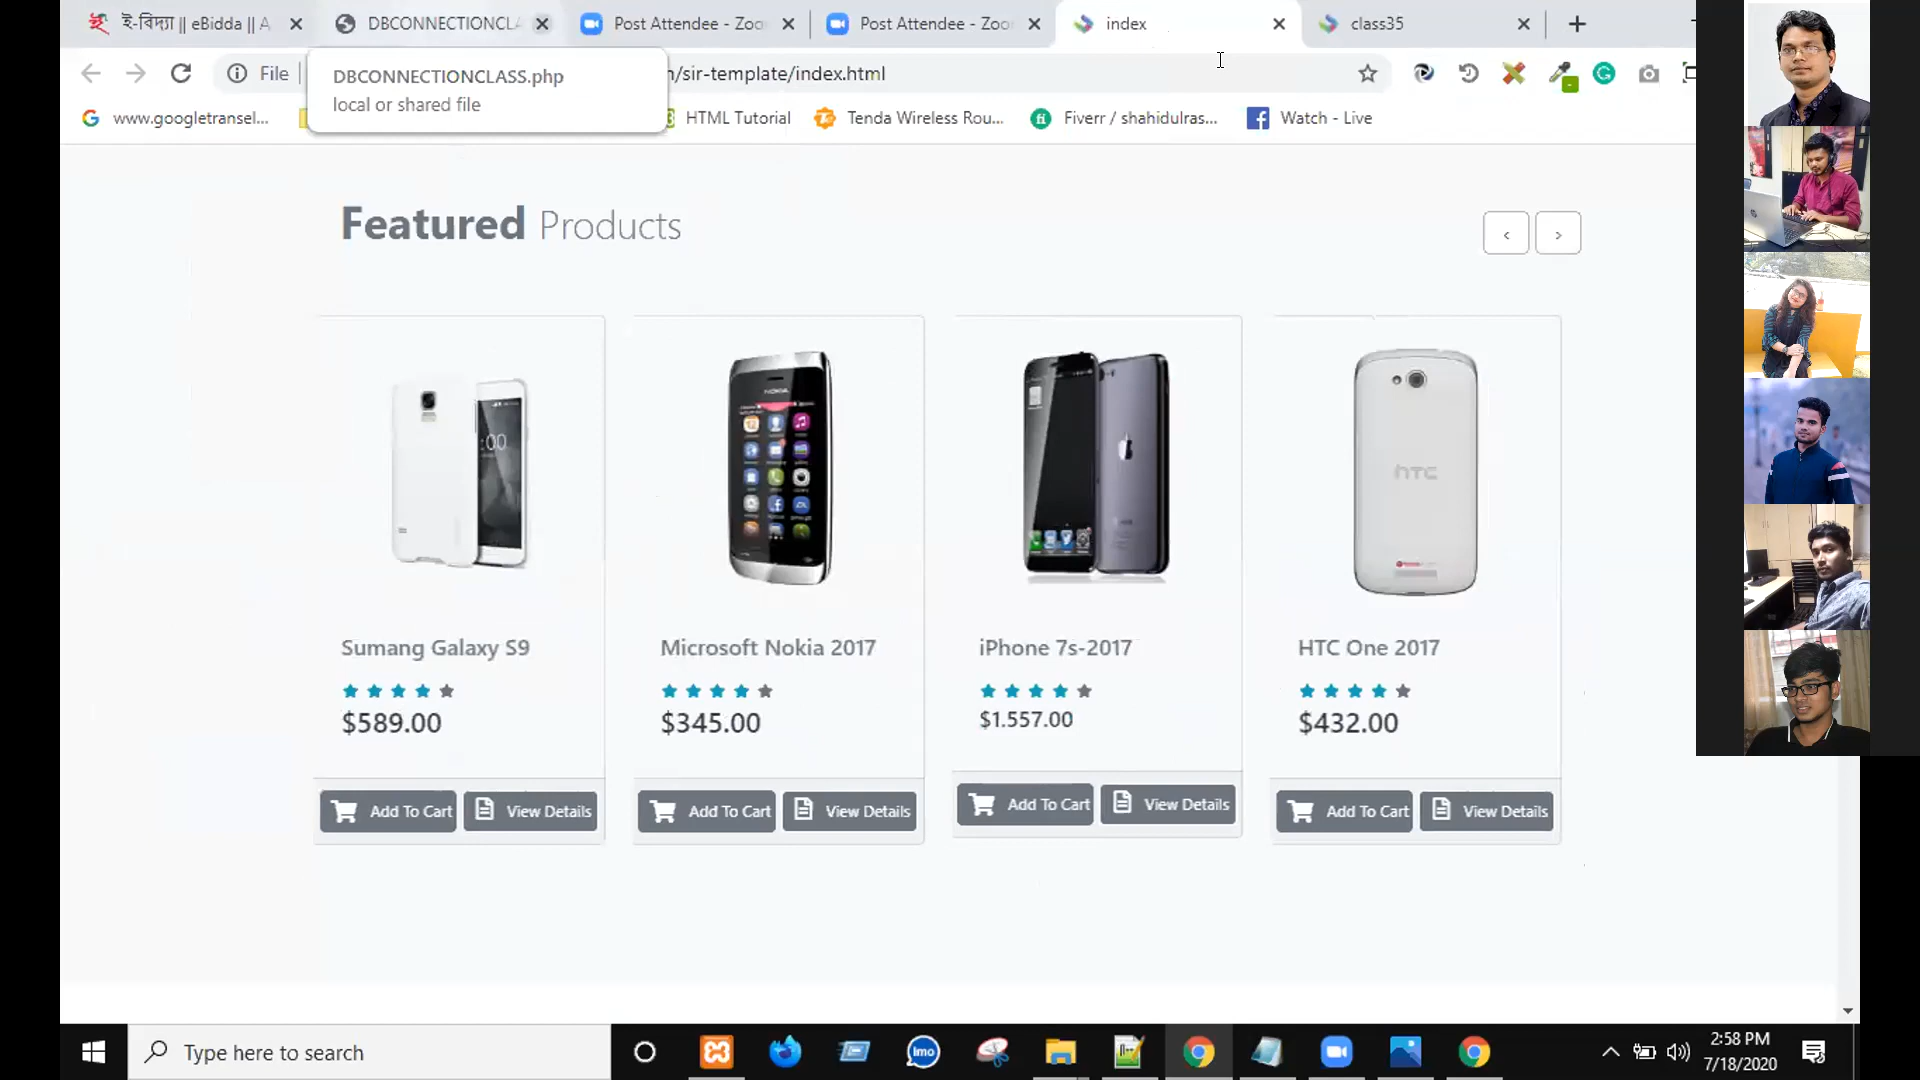 ই-বিদ্যা || eBidda || A
DBCONNECTIONCLA
Post Attendee - Zoo
Post Attendee - Zoo
index
class35
File
/sir-template/index.html
DBCONNECTIONCLASS.php
local or shared file
www.googletransel...
HTML Tutorial
Tenda Wireless Rou...
Fiverr / shahidulras...
Watch - Live
Featured Products
Sumang Galaxy S9
Microsoft Nokia 2017
iPhone 7s-2017
HTC One 2017
$589.00
$345.00
$1.557.00
$432.00
Add To Cart
View Details
Add To Cart
View Details
Add To Cart
View Details
Add To Cart
View Details
NOKIA
hTC
Type here to search
imo
2:58 PM
7/18/2020